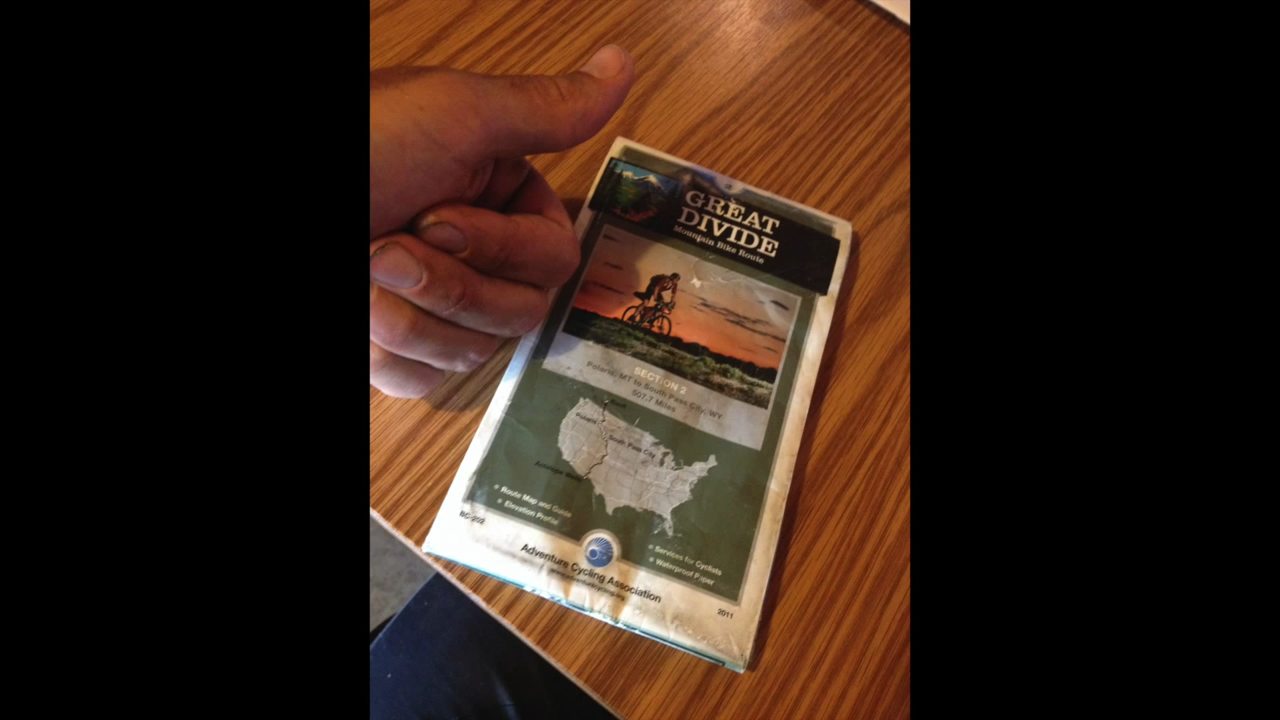 GREAT
DIVIDE
Mountain Bike Route
SECTION 2
Polaris, MT to South Pass City, WY
507.7 Miles
Polaris
South Pass City
Route Map and Guide
Elevation Profile
Services for Cyclists
Waterproof Paper
BC-202
Adventure Cycling Association
2011